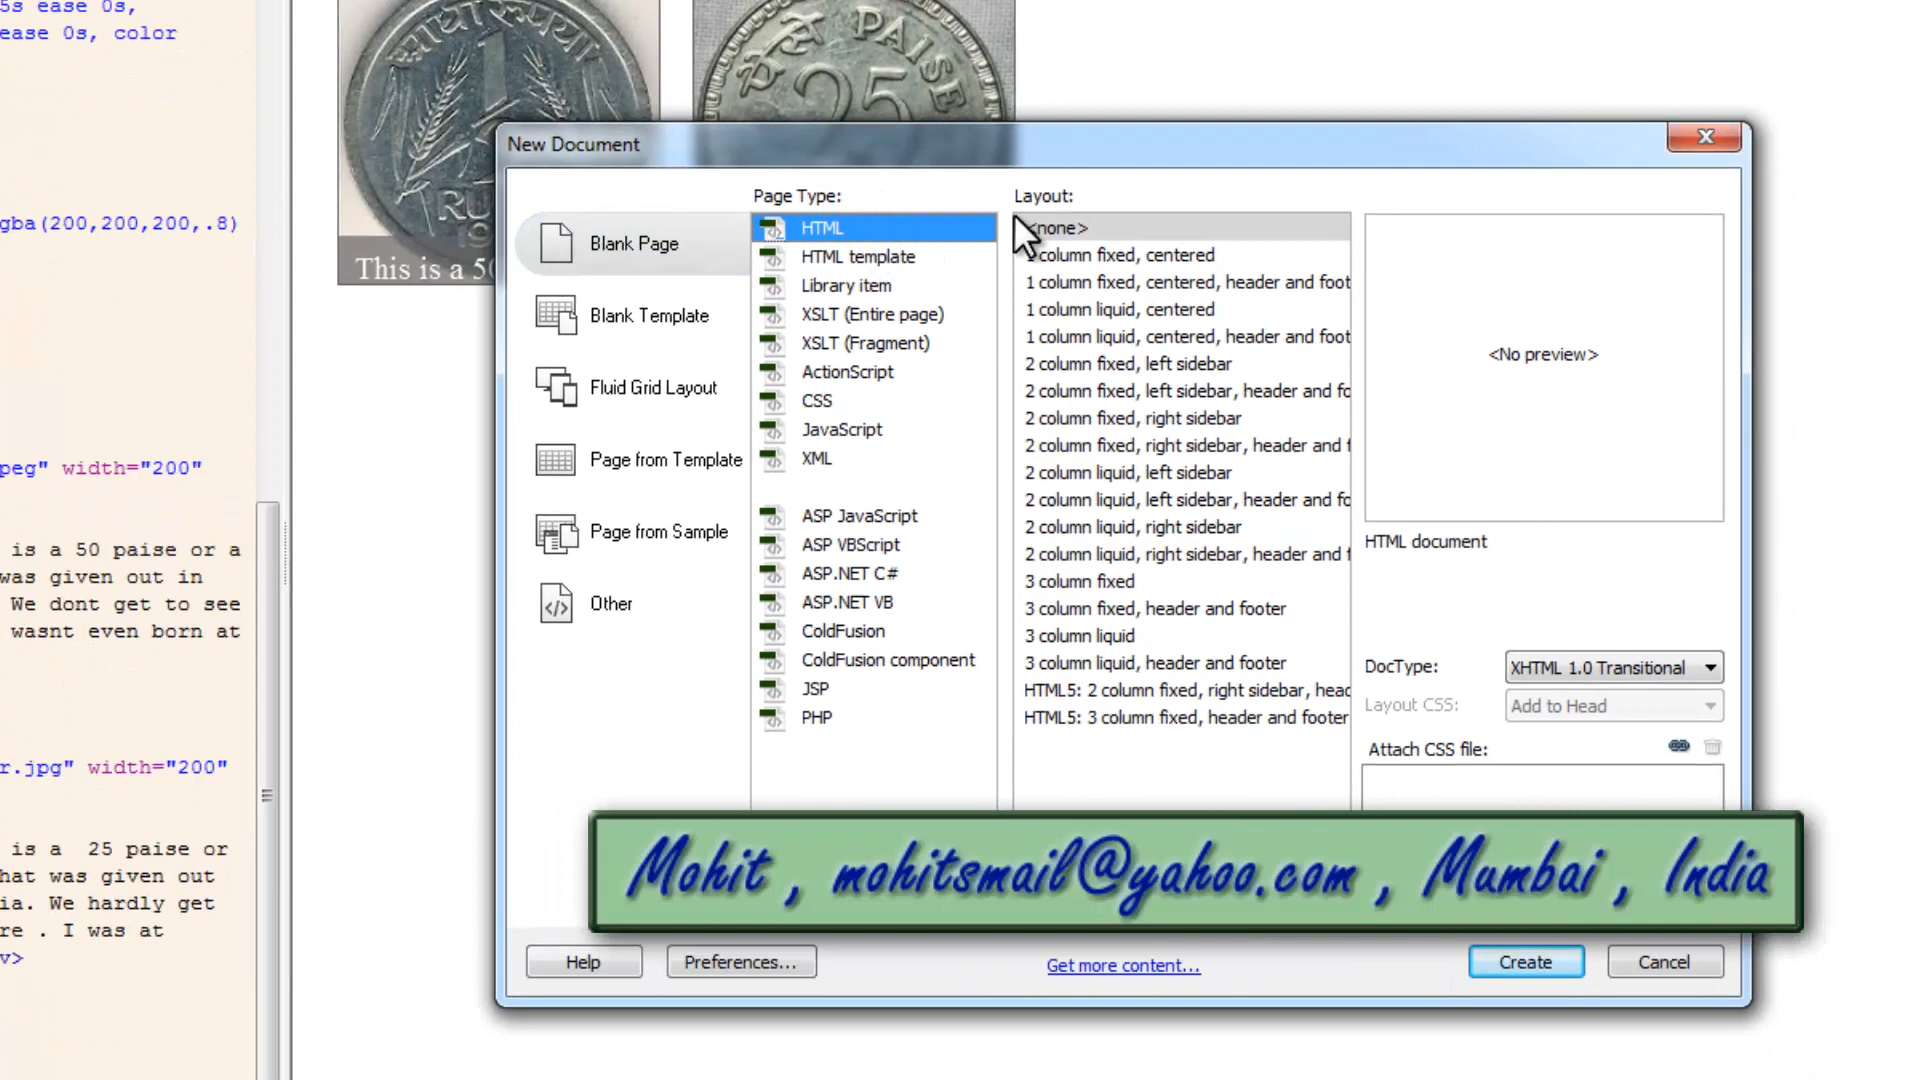 5s ease 0s,
ease 0s, color
gba(200,200,200,.8)
peg" width="200"
is a 50 paise or a
was given out in
We dont get to see
wasnt even born at
r.jpg" width="200"
is a 25 paise or
hat was given out
ia. We hardly get
re . I was at
v>
आधा रुपया
1
RU
19
This is a 50
पैसे PAISE
25
New Document
Blank Page
Blank Template
Fluid Grid Layout
Page from Template
Page from Sample
Other
Page Type:
HTML
HTML template
Library item
XSLT (Entire page)
XSLT (Fragment)
ActionScript
CSS
JavaScript
XML
ASP JavaScript
ASP VBScript
ASP.NET C#
ASP.NET VB
ColdFusion
ColdFusion component
JSP
PHP
Layout:
<none>
column fixed, centered
1 column fixed, centered, header and foot
1 column liquid, centered
1 column liquid, centered, header and foot
2 column fixed, left sidebar
2 column fixed, left sidebar, header and fo
2 column fixed, right sidebar
2 column fixed, right sidebar, header and f
2 column liquid, left sidebar
2 column liquid, left sidebar, header and fo
2 column liquid, right sidebar
2 column liquid, right sidebar, header and f
3 column fixed
3 column fixed, header and footer
3 column liquid
3 column liquid, header and footer
HTML5: 2 column fixed, right sidebar, head
HTML5: 3 column fixed, header and footer
<No preview>
HTML document
DocType: XHTML 1.0 Transitional
Layout CSS: Add to Head
Attach CSS file:
Mohit , mohitsmail@yahoo.com , Mumbai , India
Help
Preferences...
Get more content...
Create
Cancel